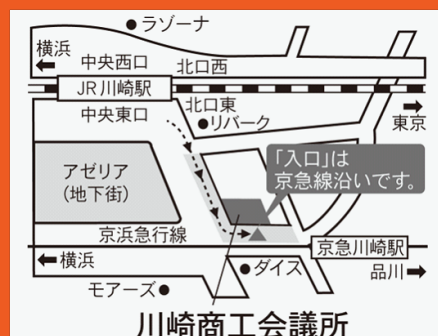 ラゾーナ
横浜
中央西口
北口西
JR川崎駅
中央東口
北口東
リバーク
東京
アゼリア
(地下街)
「入口」は
京急線沿いです。
京浜急行線
京急川崎駅
横浜
ダイス
品川
モアーズ
川崎商工会議所